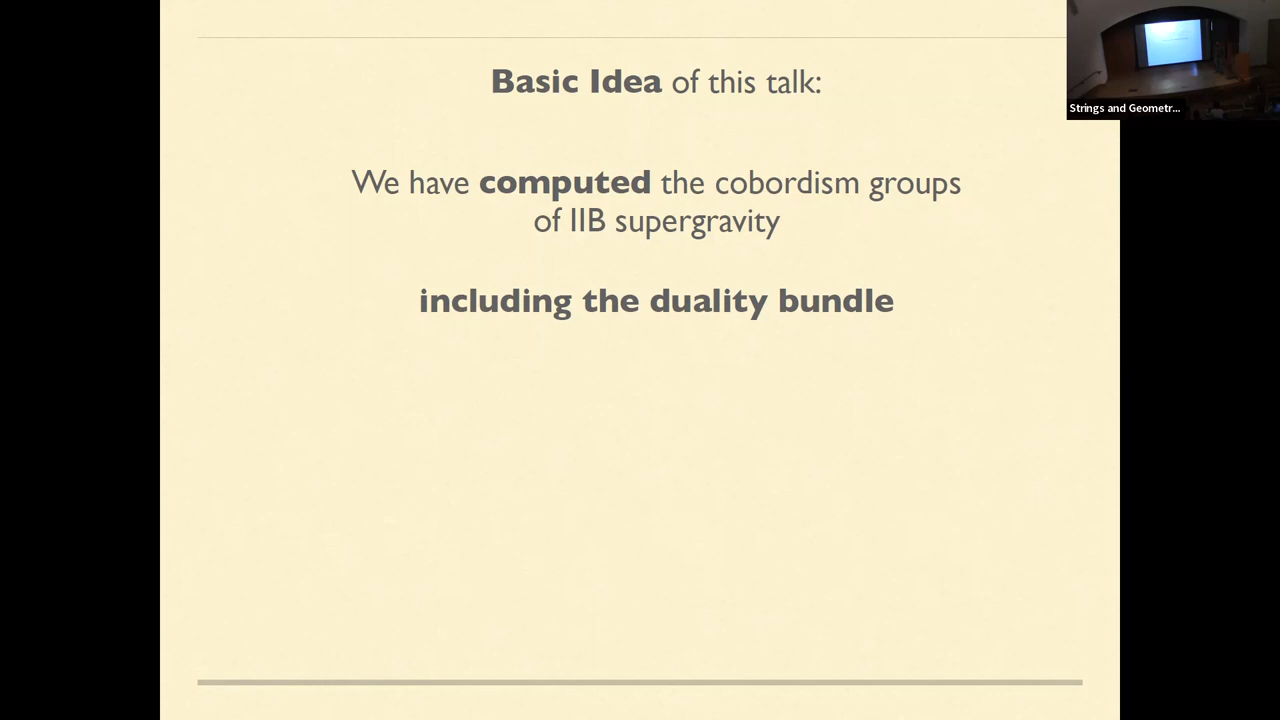 Basic Idea of this talk:
We have computed the cobordism groups
of IIB supergravity
including the duality bundle
Strings and Geometr...